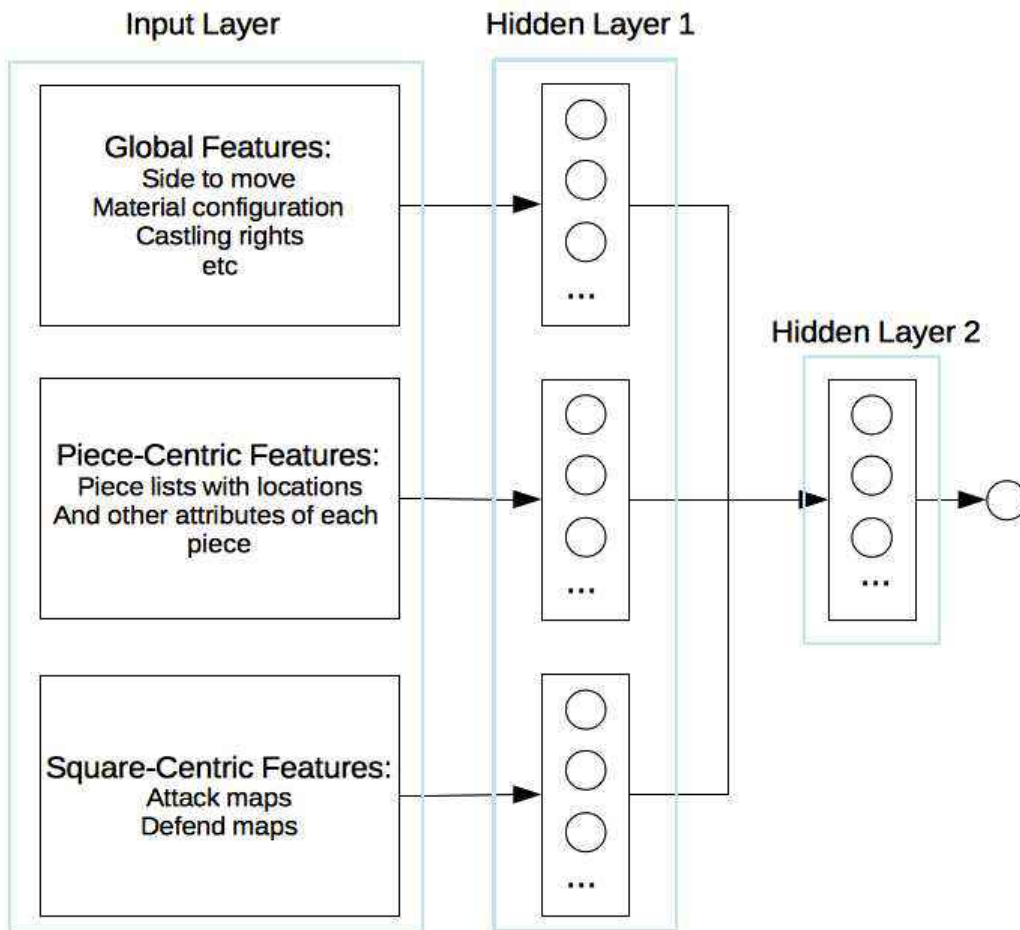 Input Layer
Hidden Layer 1
Global Features:
Side to move
Material configuration
Castling rights
etc
...
Hidden Layer 2
Piece-Centric Features:
Piece lists with locations
And other attributes of each
piece
...
...
Square-Centric Features:
Attack maps
Defend maps
...